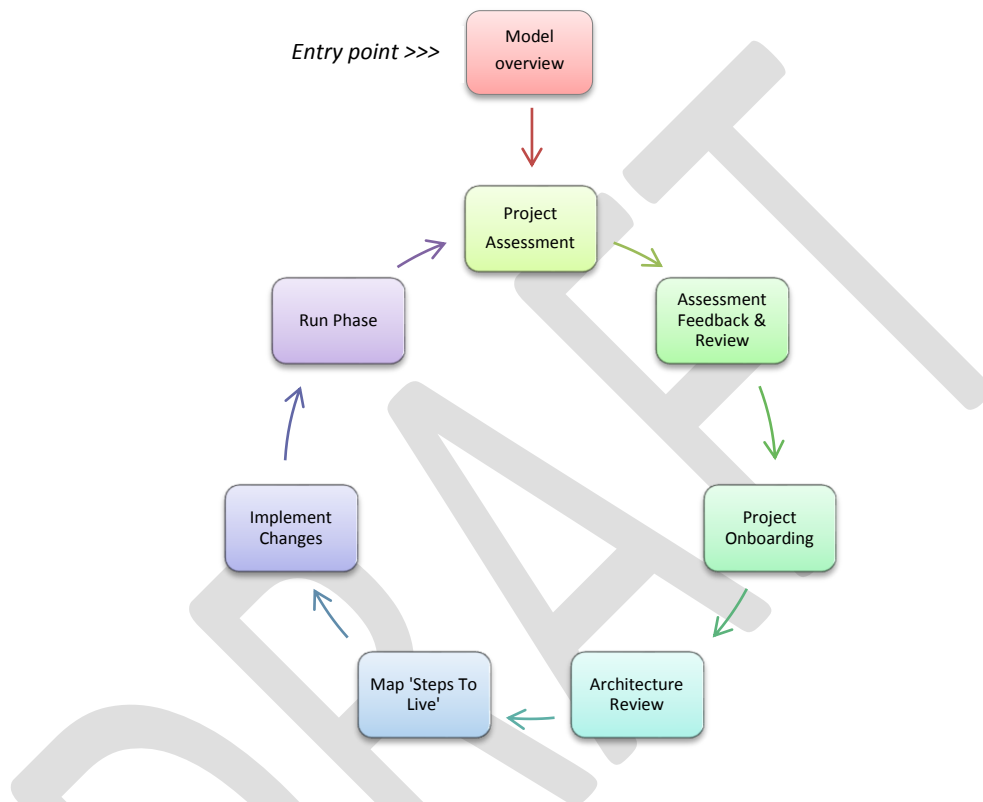 Entry point >>>
Model
overview
Project
Assessment
Assessment
Feedback &
Review
Project
Onboarding
Architecture
Review
Map 'Steps To
Live'
Implement
Changes
Run Phase
DRAFT